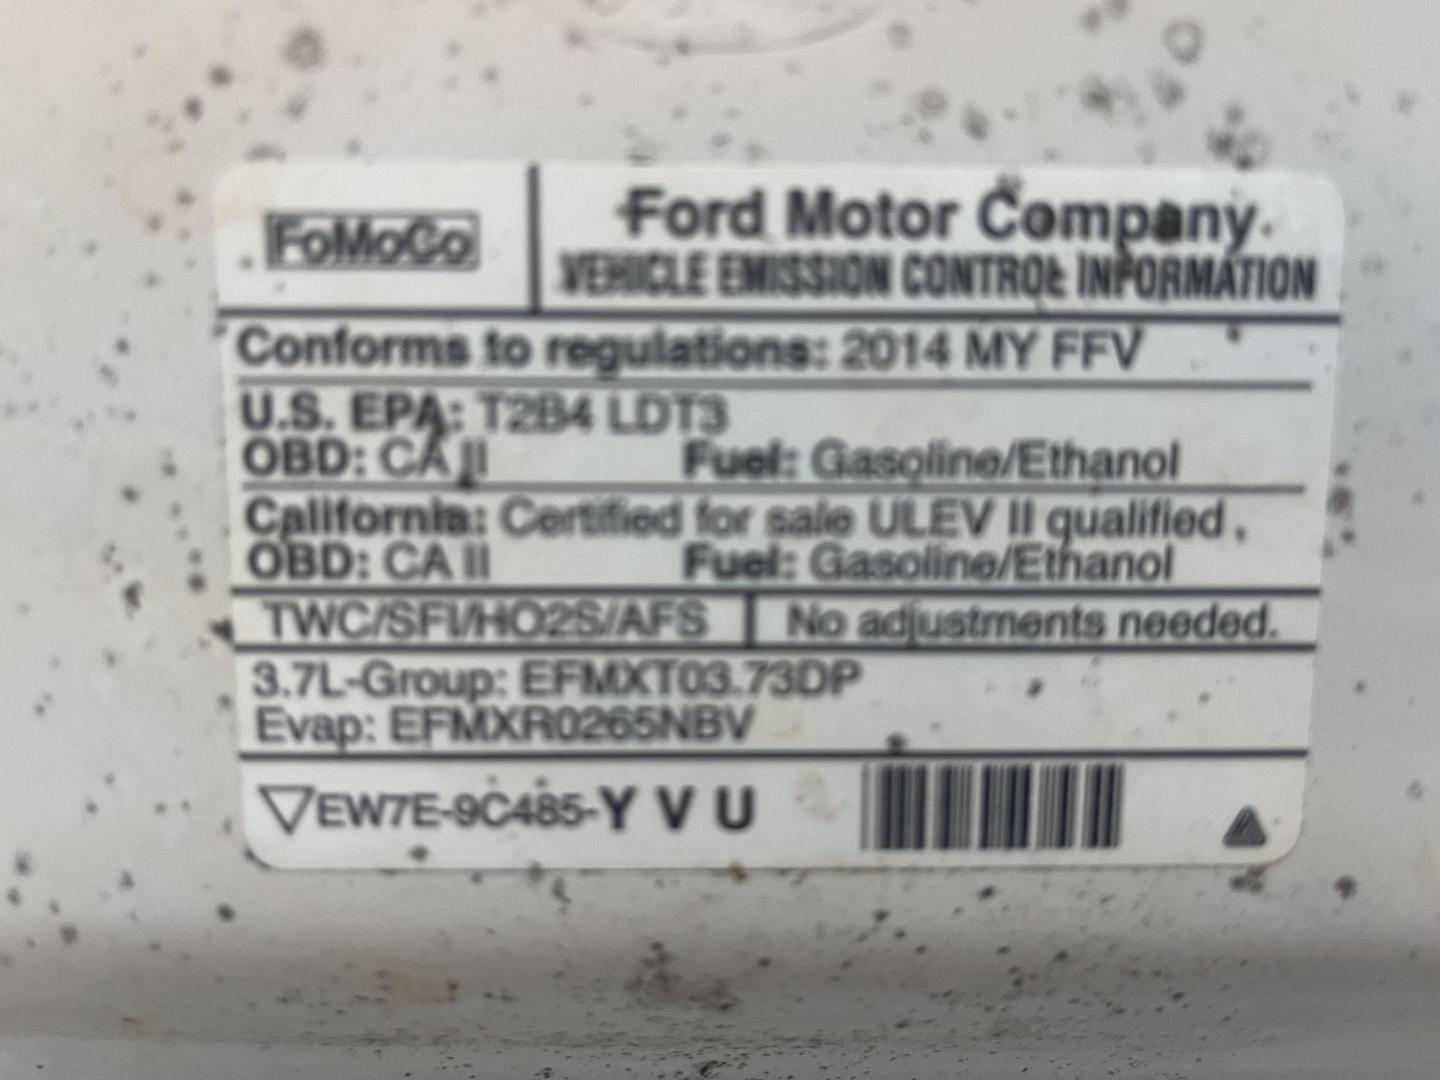 FoMoCo
Ford Motor Company
VEHICLE EMISSION CONTROL INFORMATION
Conforms to regulations: 2014 MY FFV
U.S. EPA: T2B4 LDT3
OBD: CA II Fuel: Gasoline/Ethanol
California: Certified for sale ULEV II qualified .
OBD: CA II Fuel: Gasoline/Ethanol
TWC/SFI/HO2S/AFS No adjustments needed.
3.7L-Group: EFMXT03.73DP
Evap: EFMXR0265NBV
EW7E-9C485-Y V U